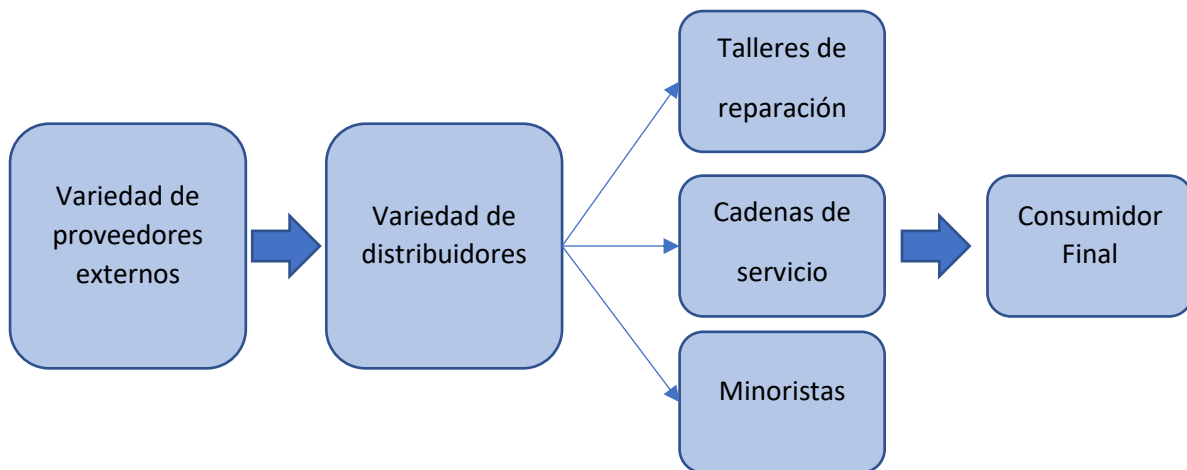 Variedad de
proveedores
externos
Variedad de
distribuidores
Talleres de
reparación
Cadenas de
servicio
Minoristas
Consumidor
Final